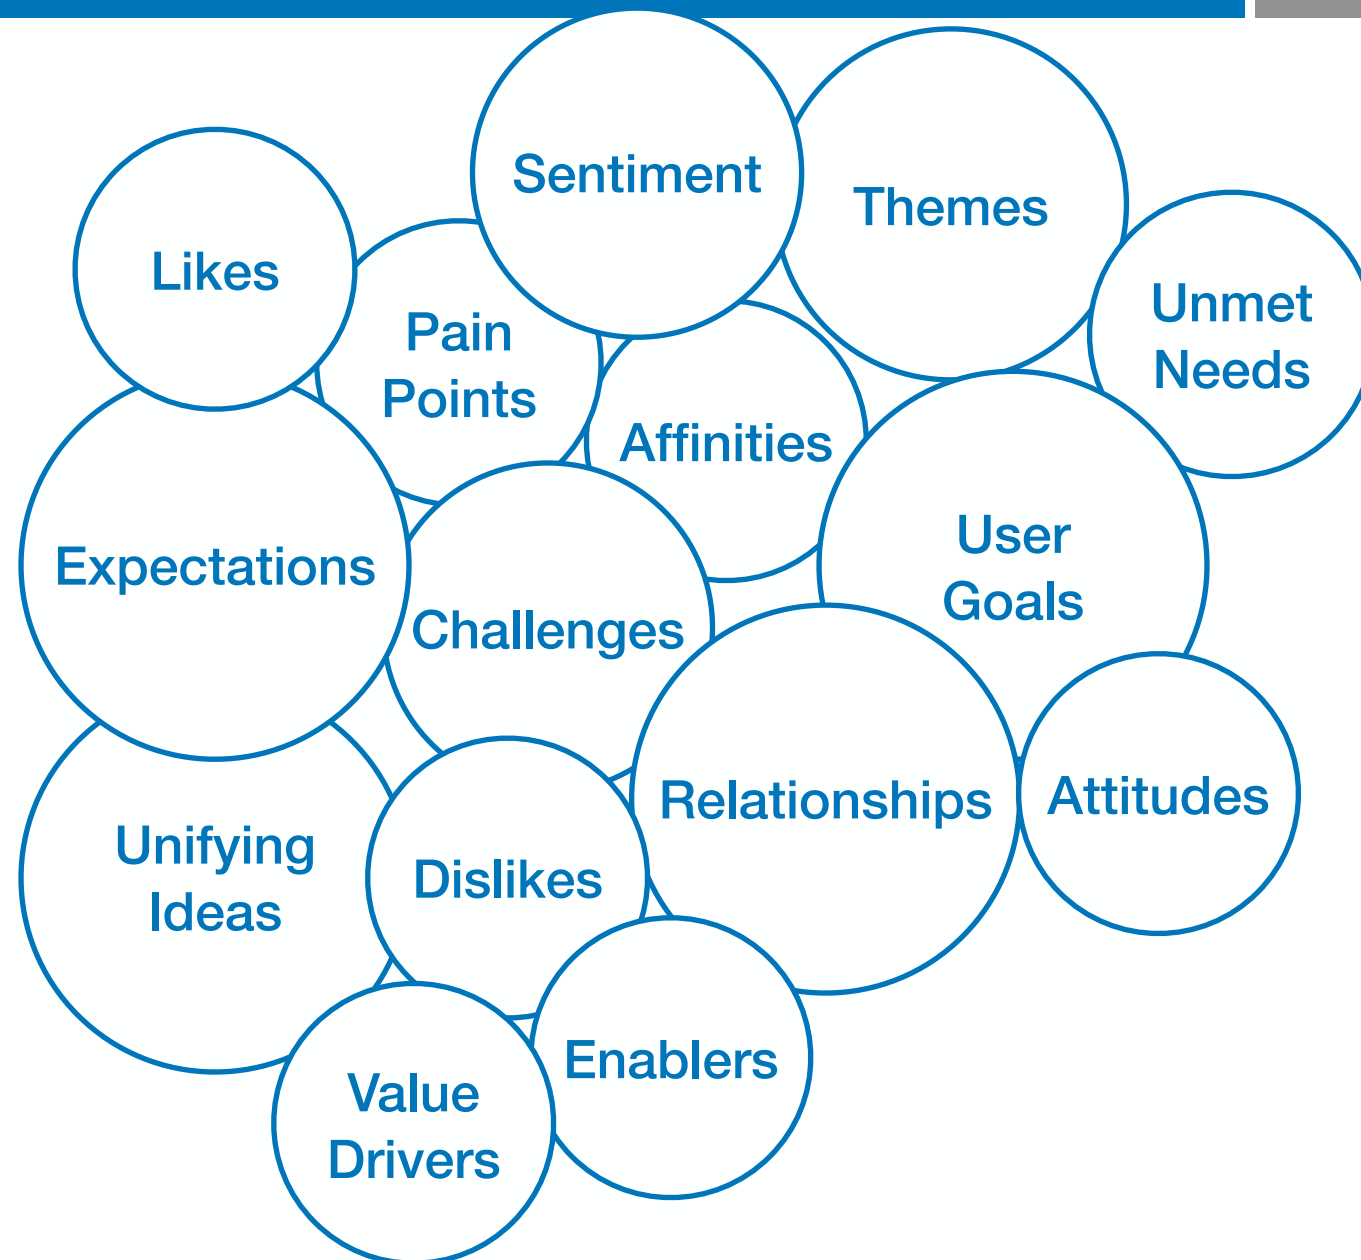 Sentiment
Themes
Likes
Unmet
Needs
Pain
Points
Affinities
User
Goals
Expectations
Challenges
Relationships
Attitudes
Unifying
Ideas
Dislikes
Enablers
Value
Drivers